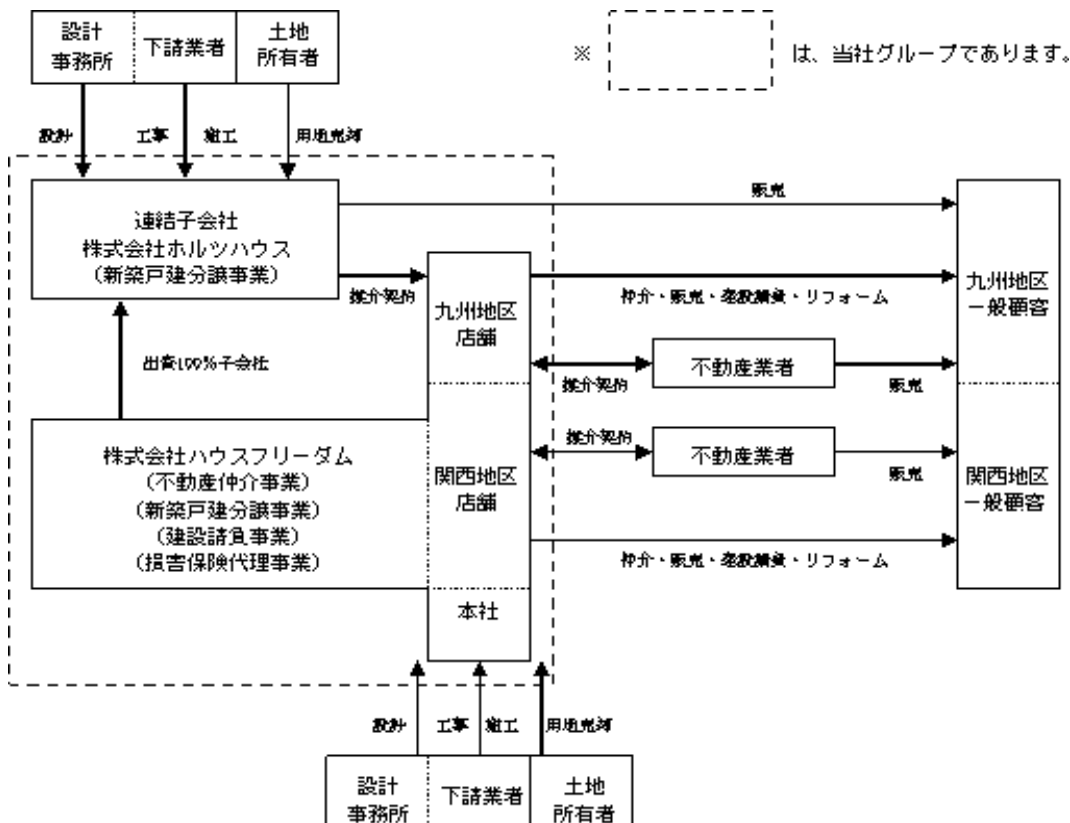 設計
事務所
下請業者
土地
所有者
※
は、当社グループであります。
設計
工事
施工
用地売却
連結子会社
株式会社ホルツハウス
(新築戸建分譲事業)
販売
媒介契約
九州地区
店舗
仲介・販売・建設請負・リフォーム
九州地区
一般顧客
出資100%子会社
媒介契約
不動産業者
販売
株式会社ハウスフリーダム
(不動産仲介事業)
(新築戸建分譲事業)
(建設請負事業)
(損害保険代理事業)
関西地区
店舗
媒介契約
不動産業者
販売
関西地区
一般顧客
仲介・販売・建設請負・リフォーム
本社
設計
工事
施工
用地売却
設計
事務所
下請業者
土地
所有者